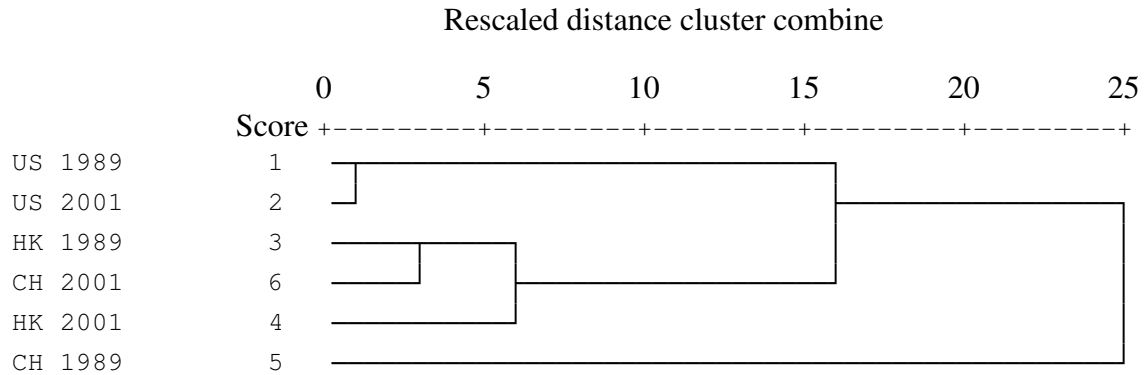 Rescaled distance cluster combine
0 5 10 15 20 25
Score +---------+---------+---------+---------+---------+
US 1989 1
US 2001 2
HK 1989 3
CH 2001 6
HK 2001 4
CH 1989 5